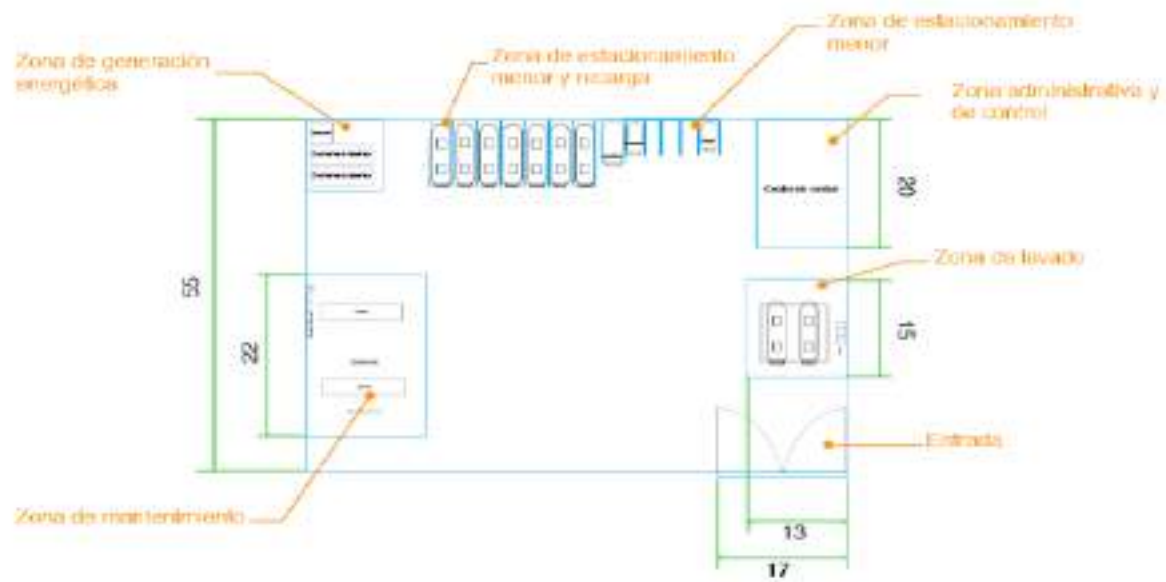 Zona de estacionamiento
menor
Zona de generación
energética
Zona de estacionamiento
menor y recarga
Zona administrativa y
de control
20
Zona de lavado
55
22
15
Entrada
Zona de mantenimiento
13
17